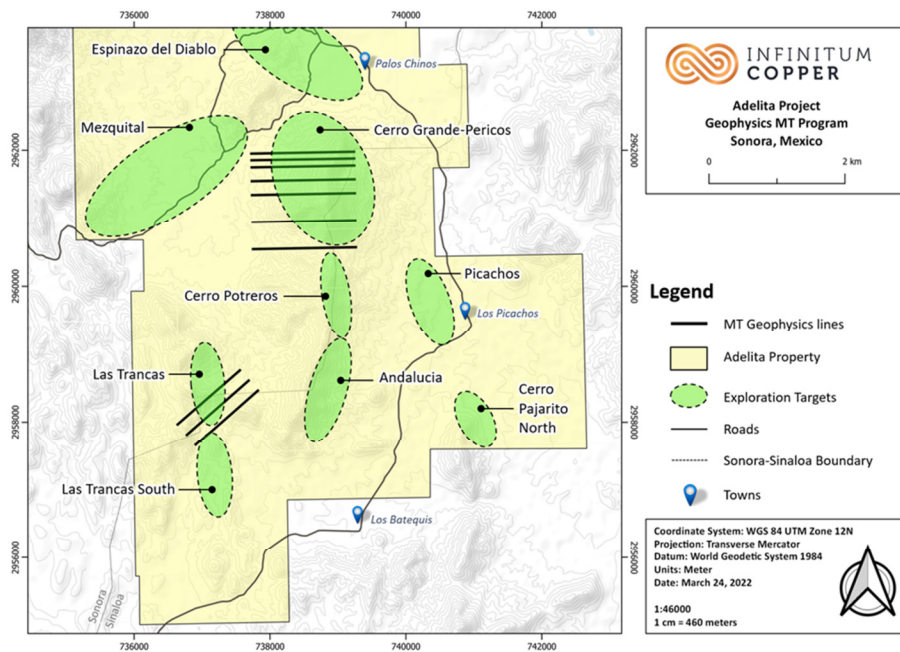 736000
738000
740000
742000
Espinazo del Diablo
Palos Chinos
Mezquital
Cerro Grande-Pericos
2962000
2962000
Picachos
2960000
2960000
Cerro Potreros
Los Picachos
Las Trancas
Andalucia
Cerro
Pajarito
North
2958000
2958000
Las Trancas South
Los Batequis
2956000
2956000
Sonora
Sinaloa
736000
738000
740000
742000
INFINITUM
COPPER
Adelita Project
Geophysics MT Program
Sonora, Mexico
0
2 km
Legend
MT Geophysics lines
Adelita Property
Exploration Targets
Roads
Sonora-Sinaloa Boundary
Towns
Coordinate System: WGS 84 UTM Zone 12N
Projection: Transverse Mercator
Datum: World Geodetic System 1984
Units: Meter
Date: March 24, 2022
1:46000
1 cm = 460 meters